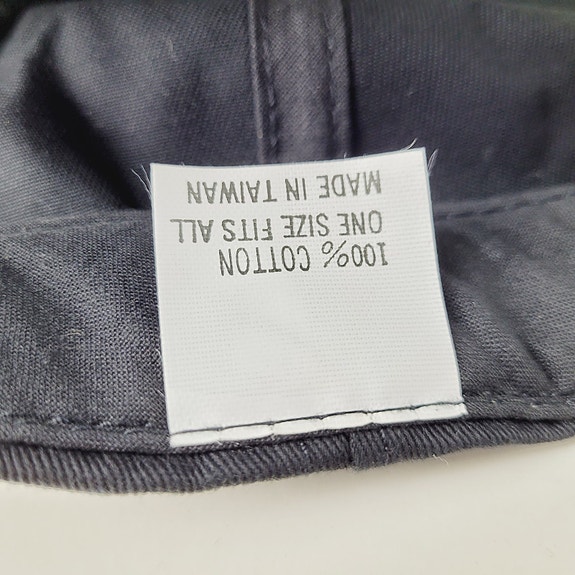 100% COTTON
ONE SIZE FITS ALL
MADE IN TAIWAN